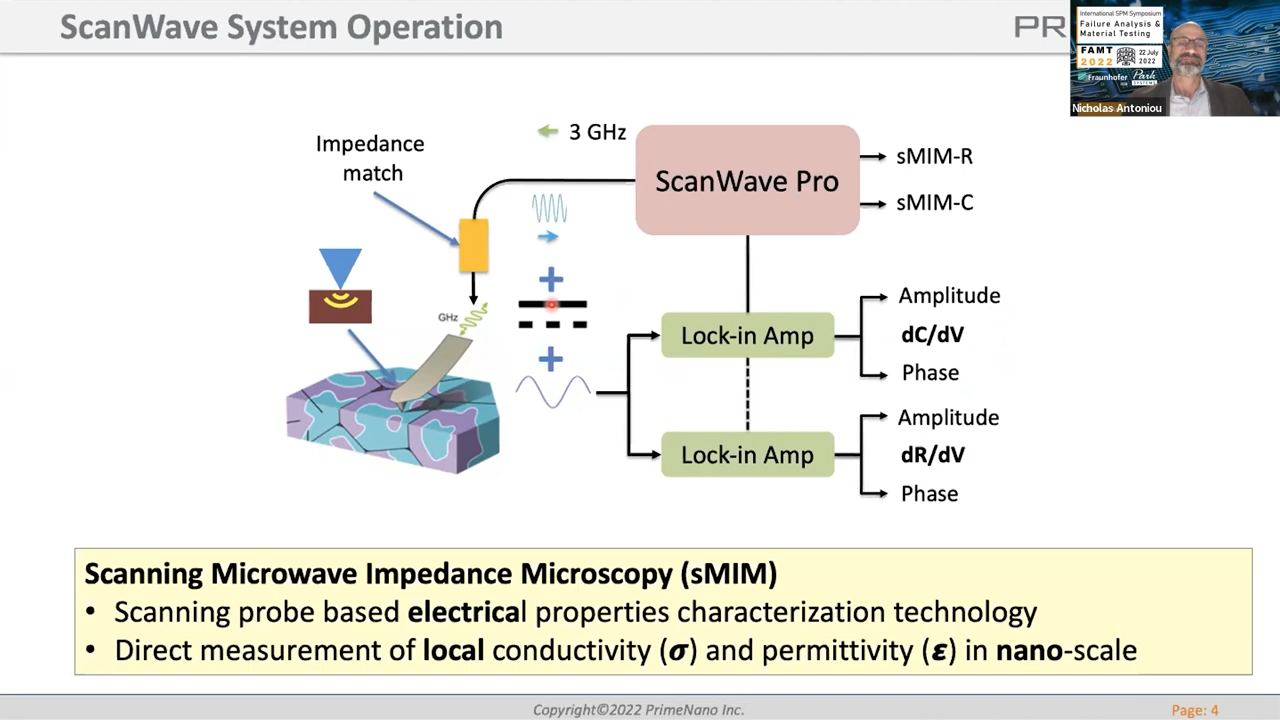 ScanWave System Operation
PR
International SPM Symposium
Failure Analysis &
Material Testing
FAMT
2022
22 July
2022
Fraunhofer
Park
SYSTEMS
Nicholas Antoniou
3 GHz
Impedance
match
ScanWave Pro
sMIM-R
sMIM-C
GHz
Lock-in Amp
Amplitude
dC/dV
Phase
Lock-in Amp
Amplitude
dR/dV
Phase
Scanning Microwave Impedance Microscopy (sMIM)
• Scanning probe based electrical properties characterization technology
• Direct measurement of local conductivity (σ) and permittivity (ε) in nano-scale
Copyright©2022 PrimeNano Inc.
Page: 4